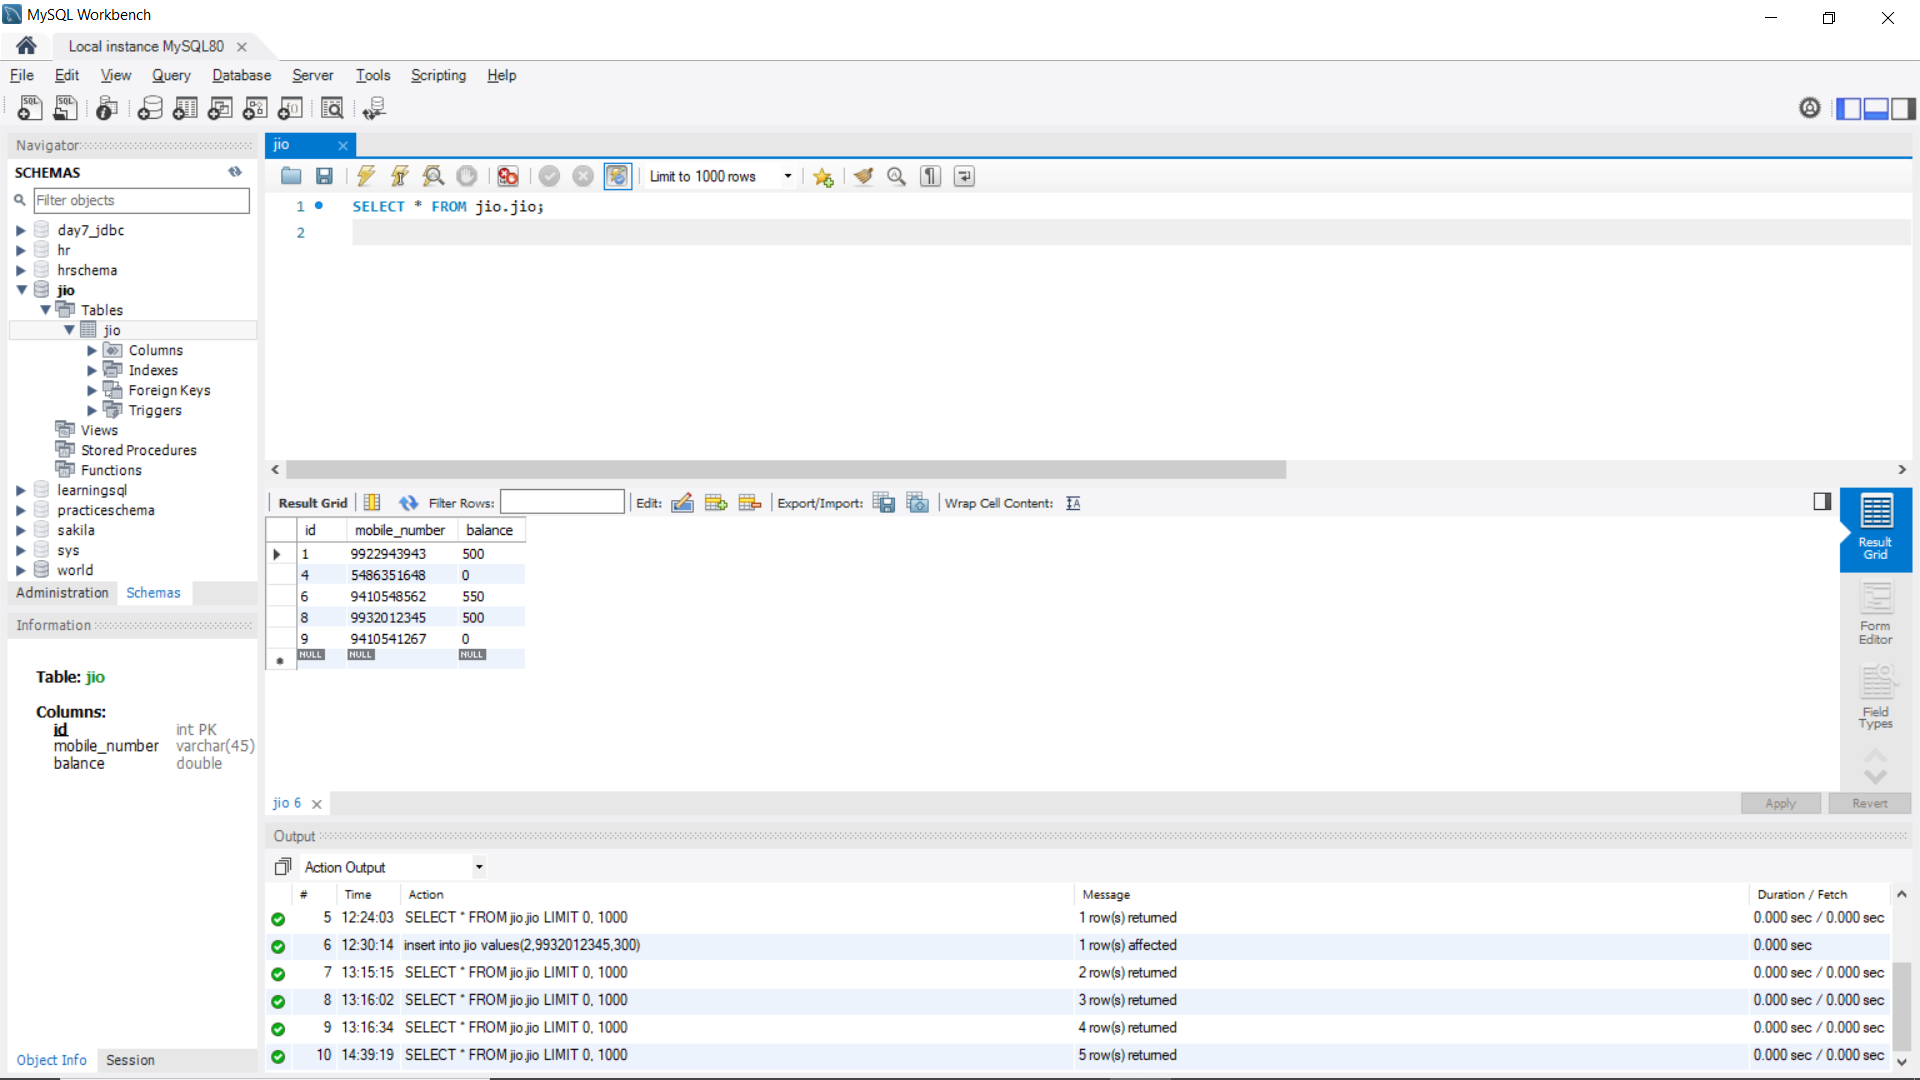 MySQL Workbench
Local instance MySQL80
File Edit View Query Database Server Tools Scripting Help
Navigator
SCHEMAS
Filter objects
day7_jdbc
hr
hrschema
jio
Tables
jio
Columns
Indexes
Foreign Keys
Triggers
Views
Stored Procedures
Functions
learningsql
practiceschema
sakila
sys
world
Administration Schemas
Information
Table: jio
Columns:
id int PK
mobile_number varchar(45)
balance double
Object Info Session
jio
Limit to 1000 rows
1 SELECT * FROM jio.jio;
2
Result Grid Filter Rows: Edit: Export/Import: Wrap Cell Content:
id mobile_number balance
1 9922943943 500
4 5486351648 0
6 9410548562 550
8 9932012345 500
9 9410541267 0
NULL NULL NULL
Result
Grid
Form
Editor
Field
Types
jio 6
Apply Revert
Output
Action Output
# Time Action Message Duration / Fetch
5 12:24:03 SELECT * FROM jio.jio LIMIT 0, 1000 1 row(s) returned 0.000 sec / 0.000 sec
6 12:30:14 insert into jio values(2,9932012345,300) 1 row(s) affected 0.000 sec
7 13:15:15 SELECT * FROM jio.jio LIMIT 0, 1000 2 row(s) returned 0.000 sec / 0.000 sec
8 13:16:02 SELECT * FROM jio.jio LIMIT 0, 1000 3 row(s) returned 0.000 sec / 0.000 sec
9 13:16:34 SELECT * FROM jio.jio LIMIT 0, 1000 4 row(s) returned 0.000 sec / 0.000 sec
10 14:39:19 SELECT * FROM jio.jio LIMIT 0, 1000 5 row(s) returned 0.000 sec / 0.000 sec